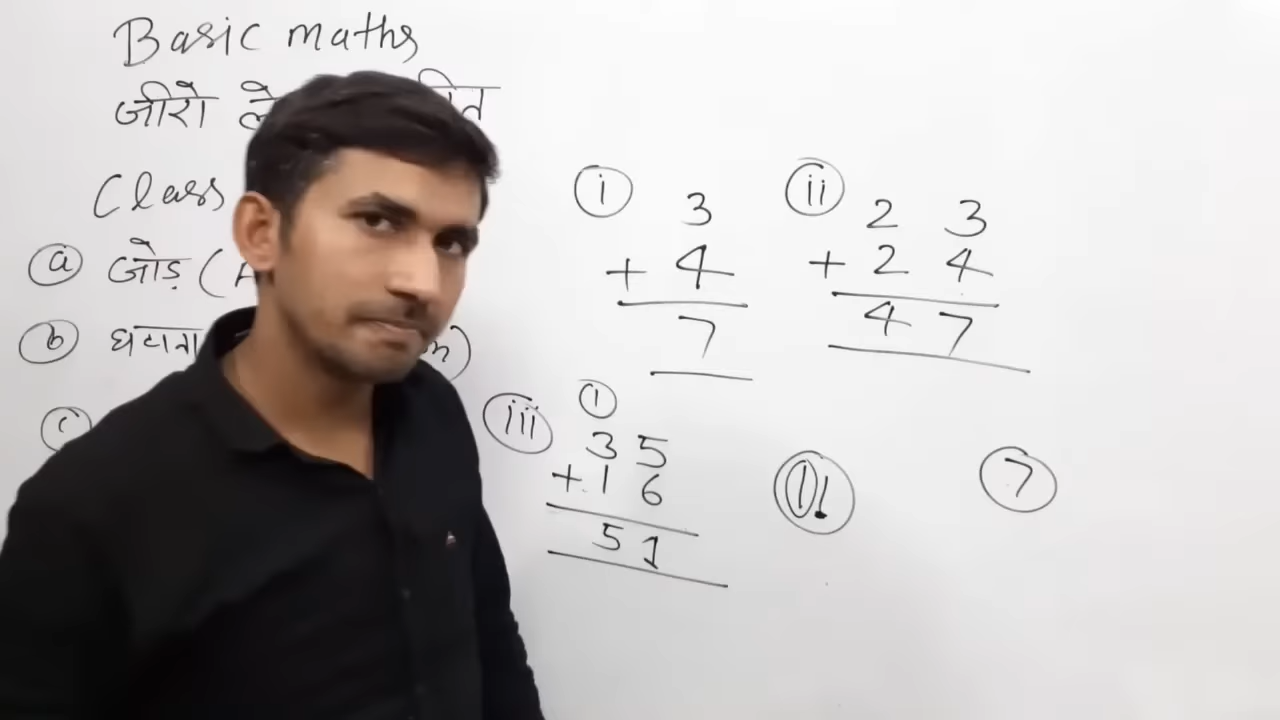 Basic maths
जीरो
Class
(a) जोड़ (A
(b) घटाना
(c)
(i)
3
+ 4
7
(ii)
2 3
+ 2 4
4 7
(iii)
(1)
3 5
+ 1 6
5 1
11
7